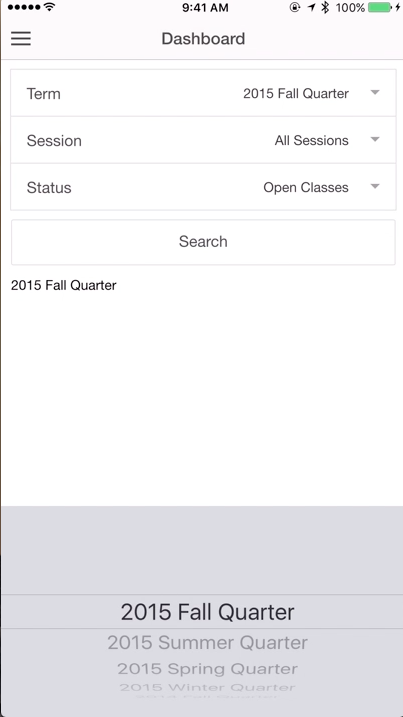 9:41 AM
100%
Dashboard
Term
2015 Fall Quarter
Session
All Sessions
Status
Open Classes
Search
2015 Fall Quarter
2015 Fall Quarter
2015 Summer Quarter
2015 Spring Quarter
2015 Winter Quarter